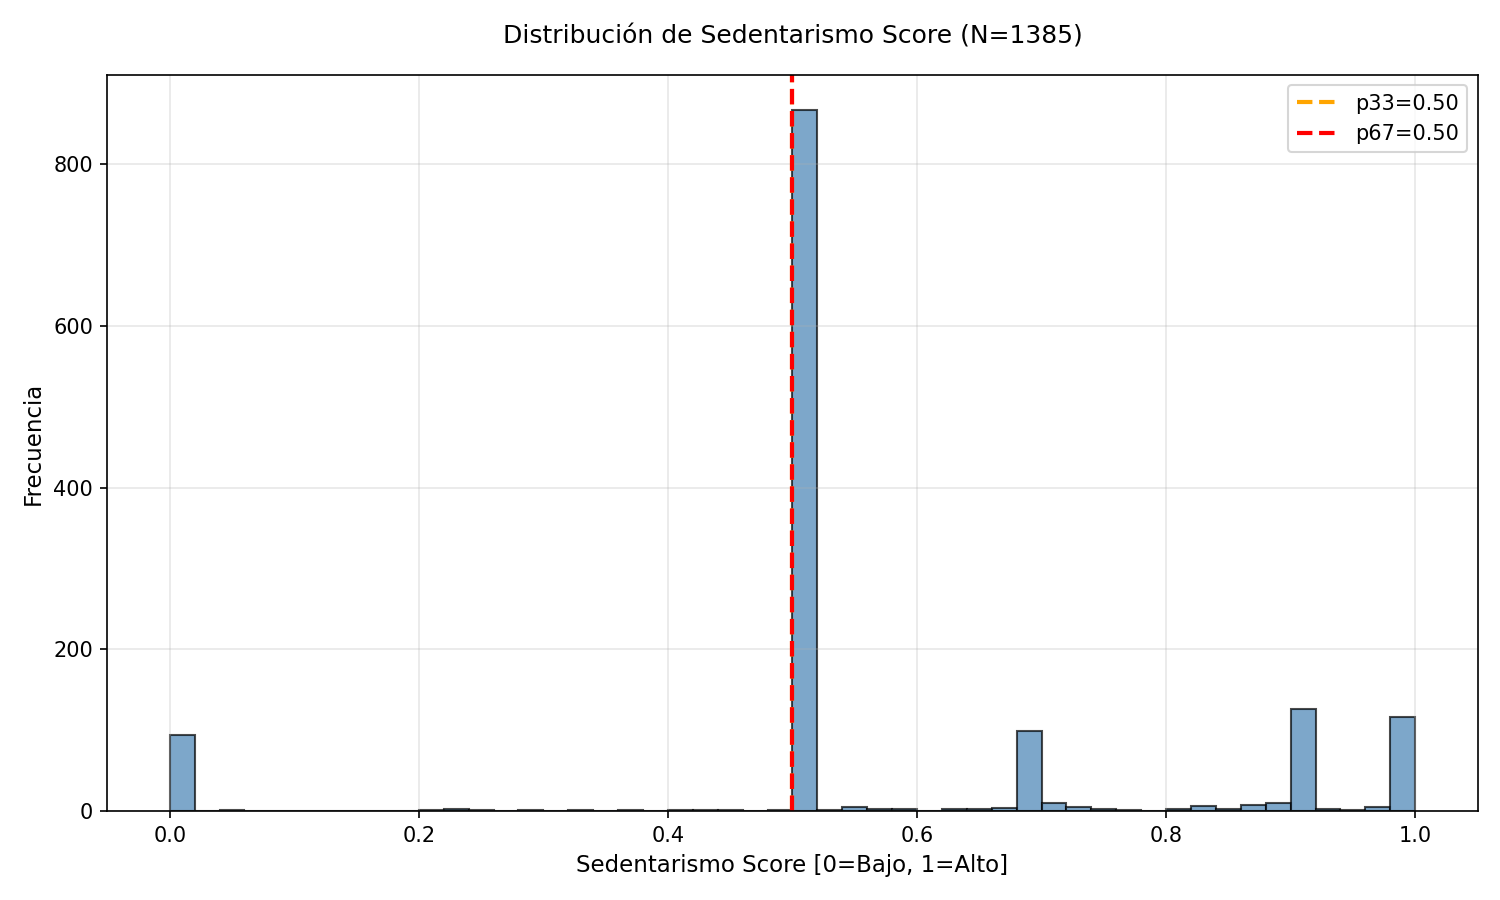 Distribución de Sedentarismo Score (N=1385)
p33=0.50
p67=0.50
Frecuencia
800
600
400
200
0
0.0 0.2 0.4 0.6 0.8 1.0
Sedentarismo Score [0=Bajo, 1=Alto]